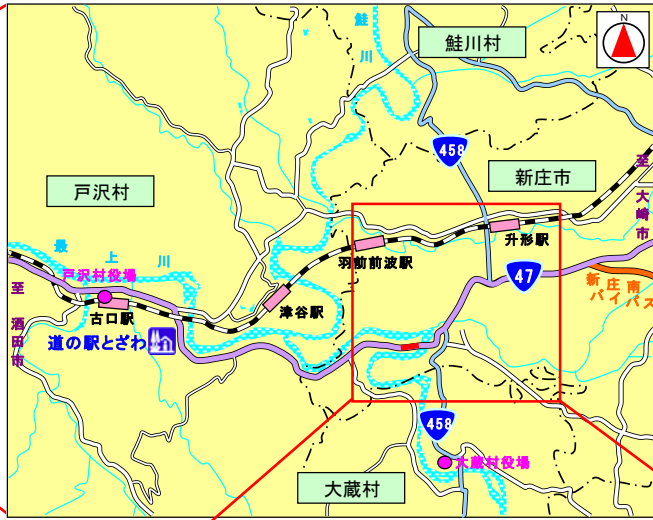 N
鮭川村
鮭
川
458
新庄市
至
大
崎
市
戸沢村
升形駅
最上川
戸沢村役場
羽前前波駅
47
新庄南
バイパス
至
酒
田
市
古口駅
津谷駅
道の駅とざわ
458
大蔵村役場
大蔵村